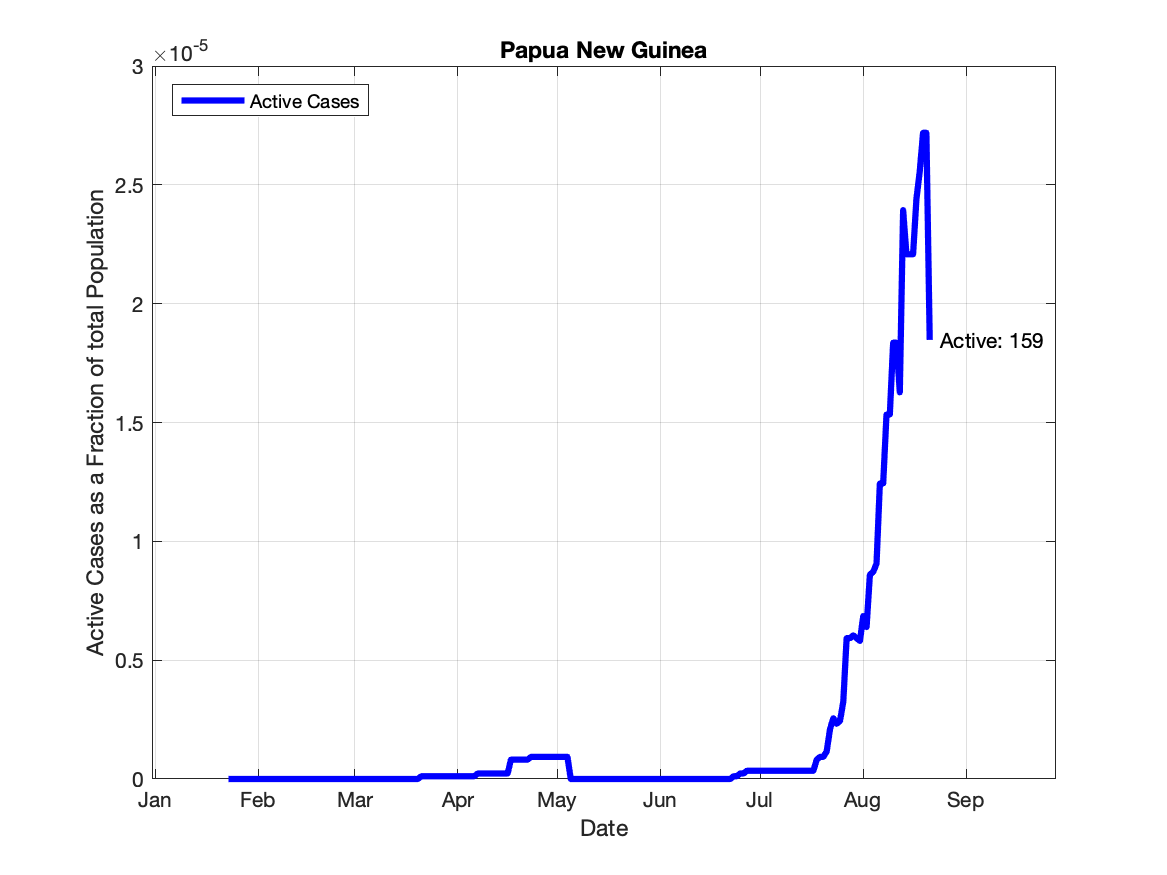 Papua New Guinea
×10-5
3
2.5
2
1.5
1
0.5
0
Active Cases as a Fraction of total Population
Active Cases
Active: 159
Jan Feb Mar Apr May Jun Jul Aug Sep
Date